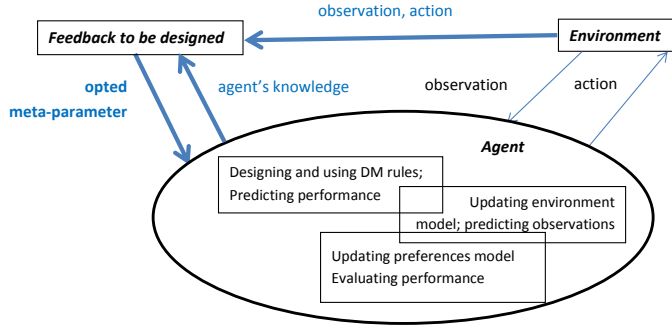 observation, action
Feedback to be designed
Environment
opted
meta-parameter
agent's knowledge
observation
action
Agent
Designing and using DM rules;
Predicting performance
Updating environment
model; predicting observations
Updating preferences model
Evaluating performance